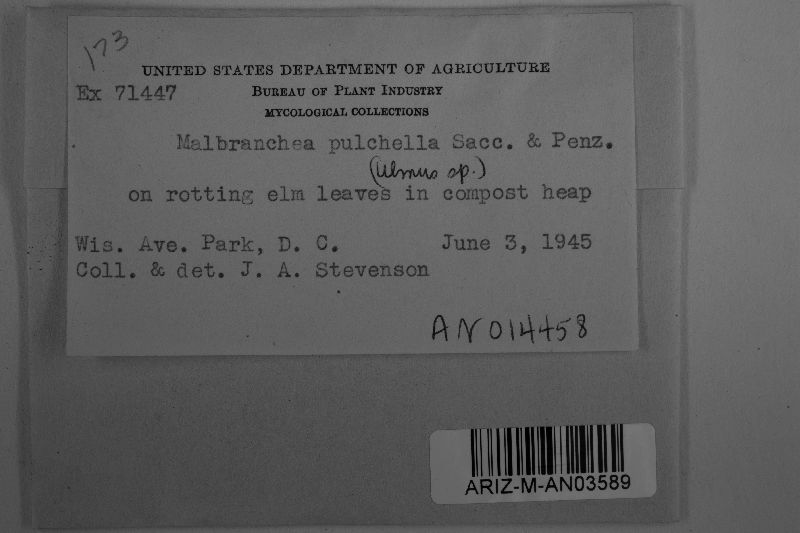 173
UNITED STATES DEPARTMENT OF AGRICULTURE
Ex 71447
BUREAU OF PLANT INDUSTRY
MYCOLOGICAL COLLECTIONS
Malbranchea pulchella Sacc. & Penz.
(Ulmus sp.)
on rotting elm leaves in compost heap
Wis. Ave. Park, D. C. June 3, 1945
Coll. & det. J. A. Stevenson
AN014458
ARIZ-M-AN03589